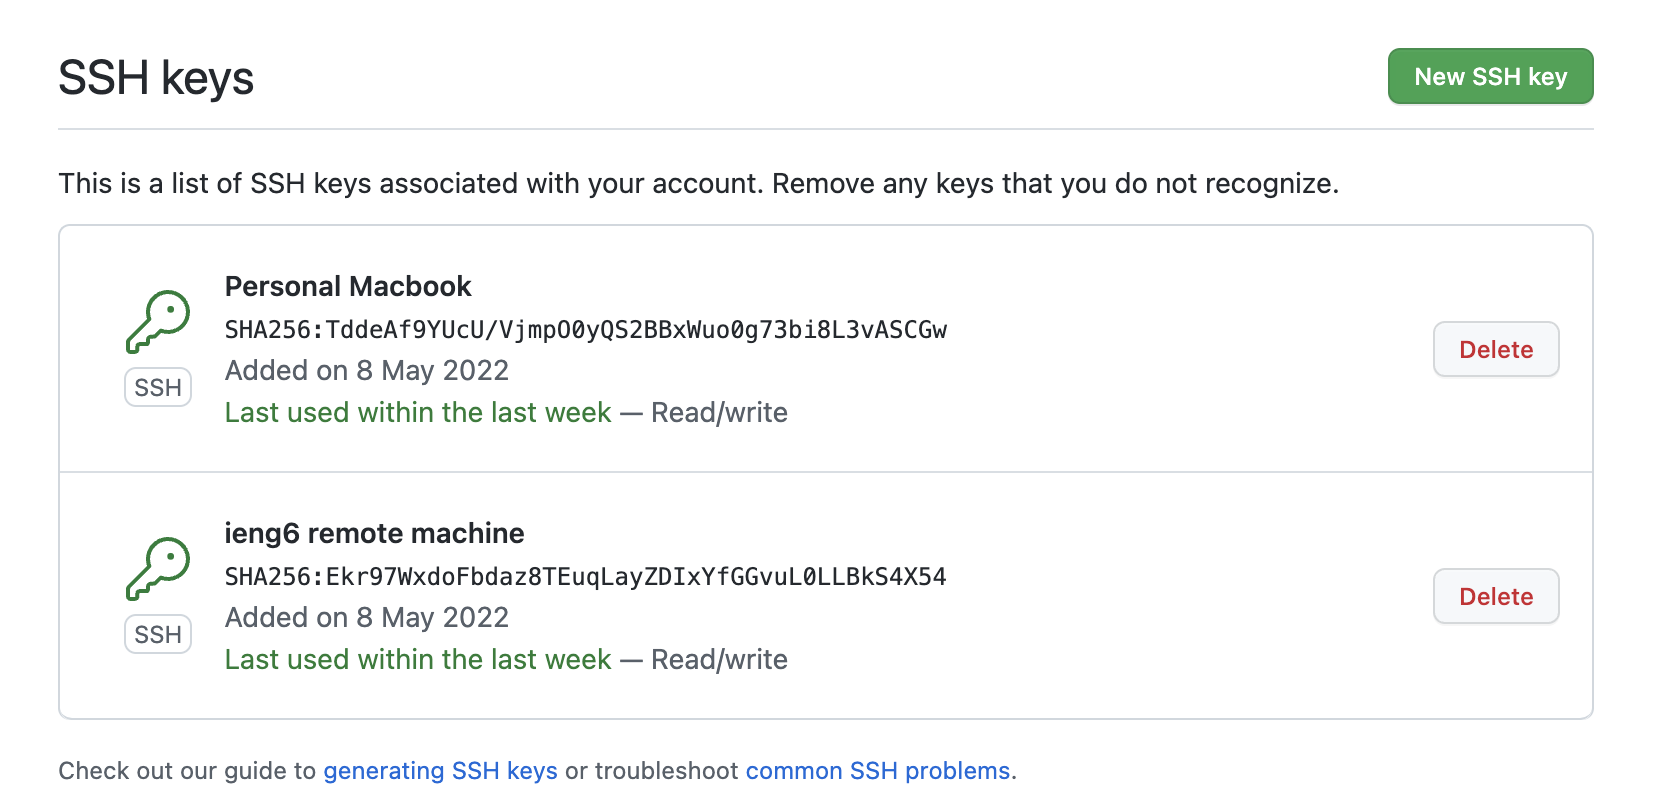 SSH keys
New SSH key
This is a list of SSH keys associated with your account. Remove any keys that you do not recognize.
Personal Macbook
SHA256:TddeAf9YUcU/VjmpO0yQS2BBxWuo0g73bi8L3vASCGw
Added on 8 May 2022
Last used within the last week — Read/write
SSH
Delete
ieng6 remote machine
SHA256:Ekr97WxdoFbdaz8TEuqLayZDIxYfGGvuL0LLBkS4X54
Added on 8 May 2022
Last used within the last week — Read/write
SSH
Delete
Check out our guide to generating SSH keys or troubleshoot common SSH problems.